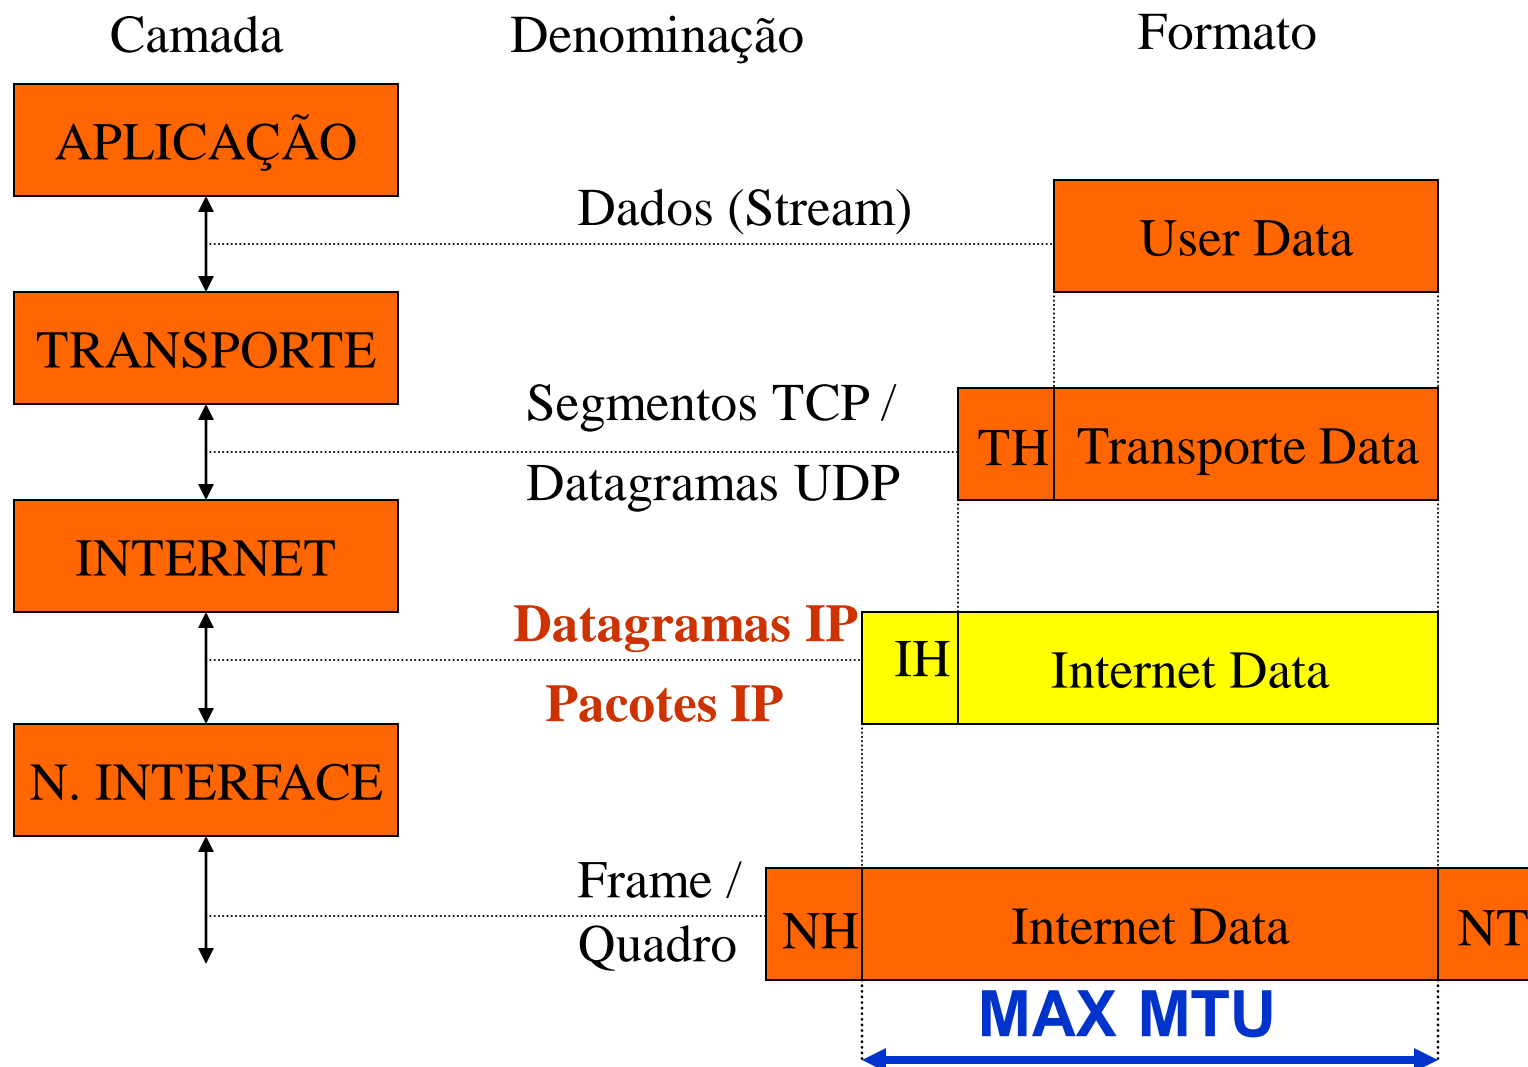 Camada Denominação Formato
APLICAÇÃO
Dados (Stream)
User Data
TRANSPORTE
Segmentos TCP /
Datagramas UDP
TH Transporte Data
INTERNET
Datagramas IP
Pacotes IP
IH Internet Data
N. INTERFACE
Frame /
Quadro
NH Internet Data NT
MAX MTU